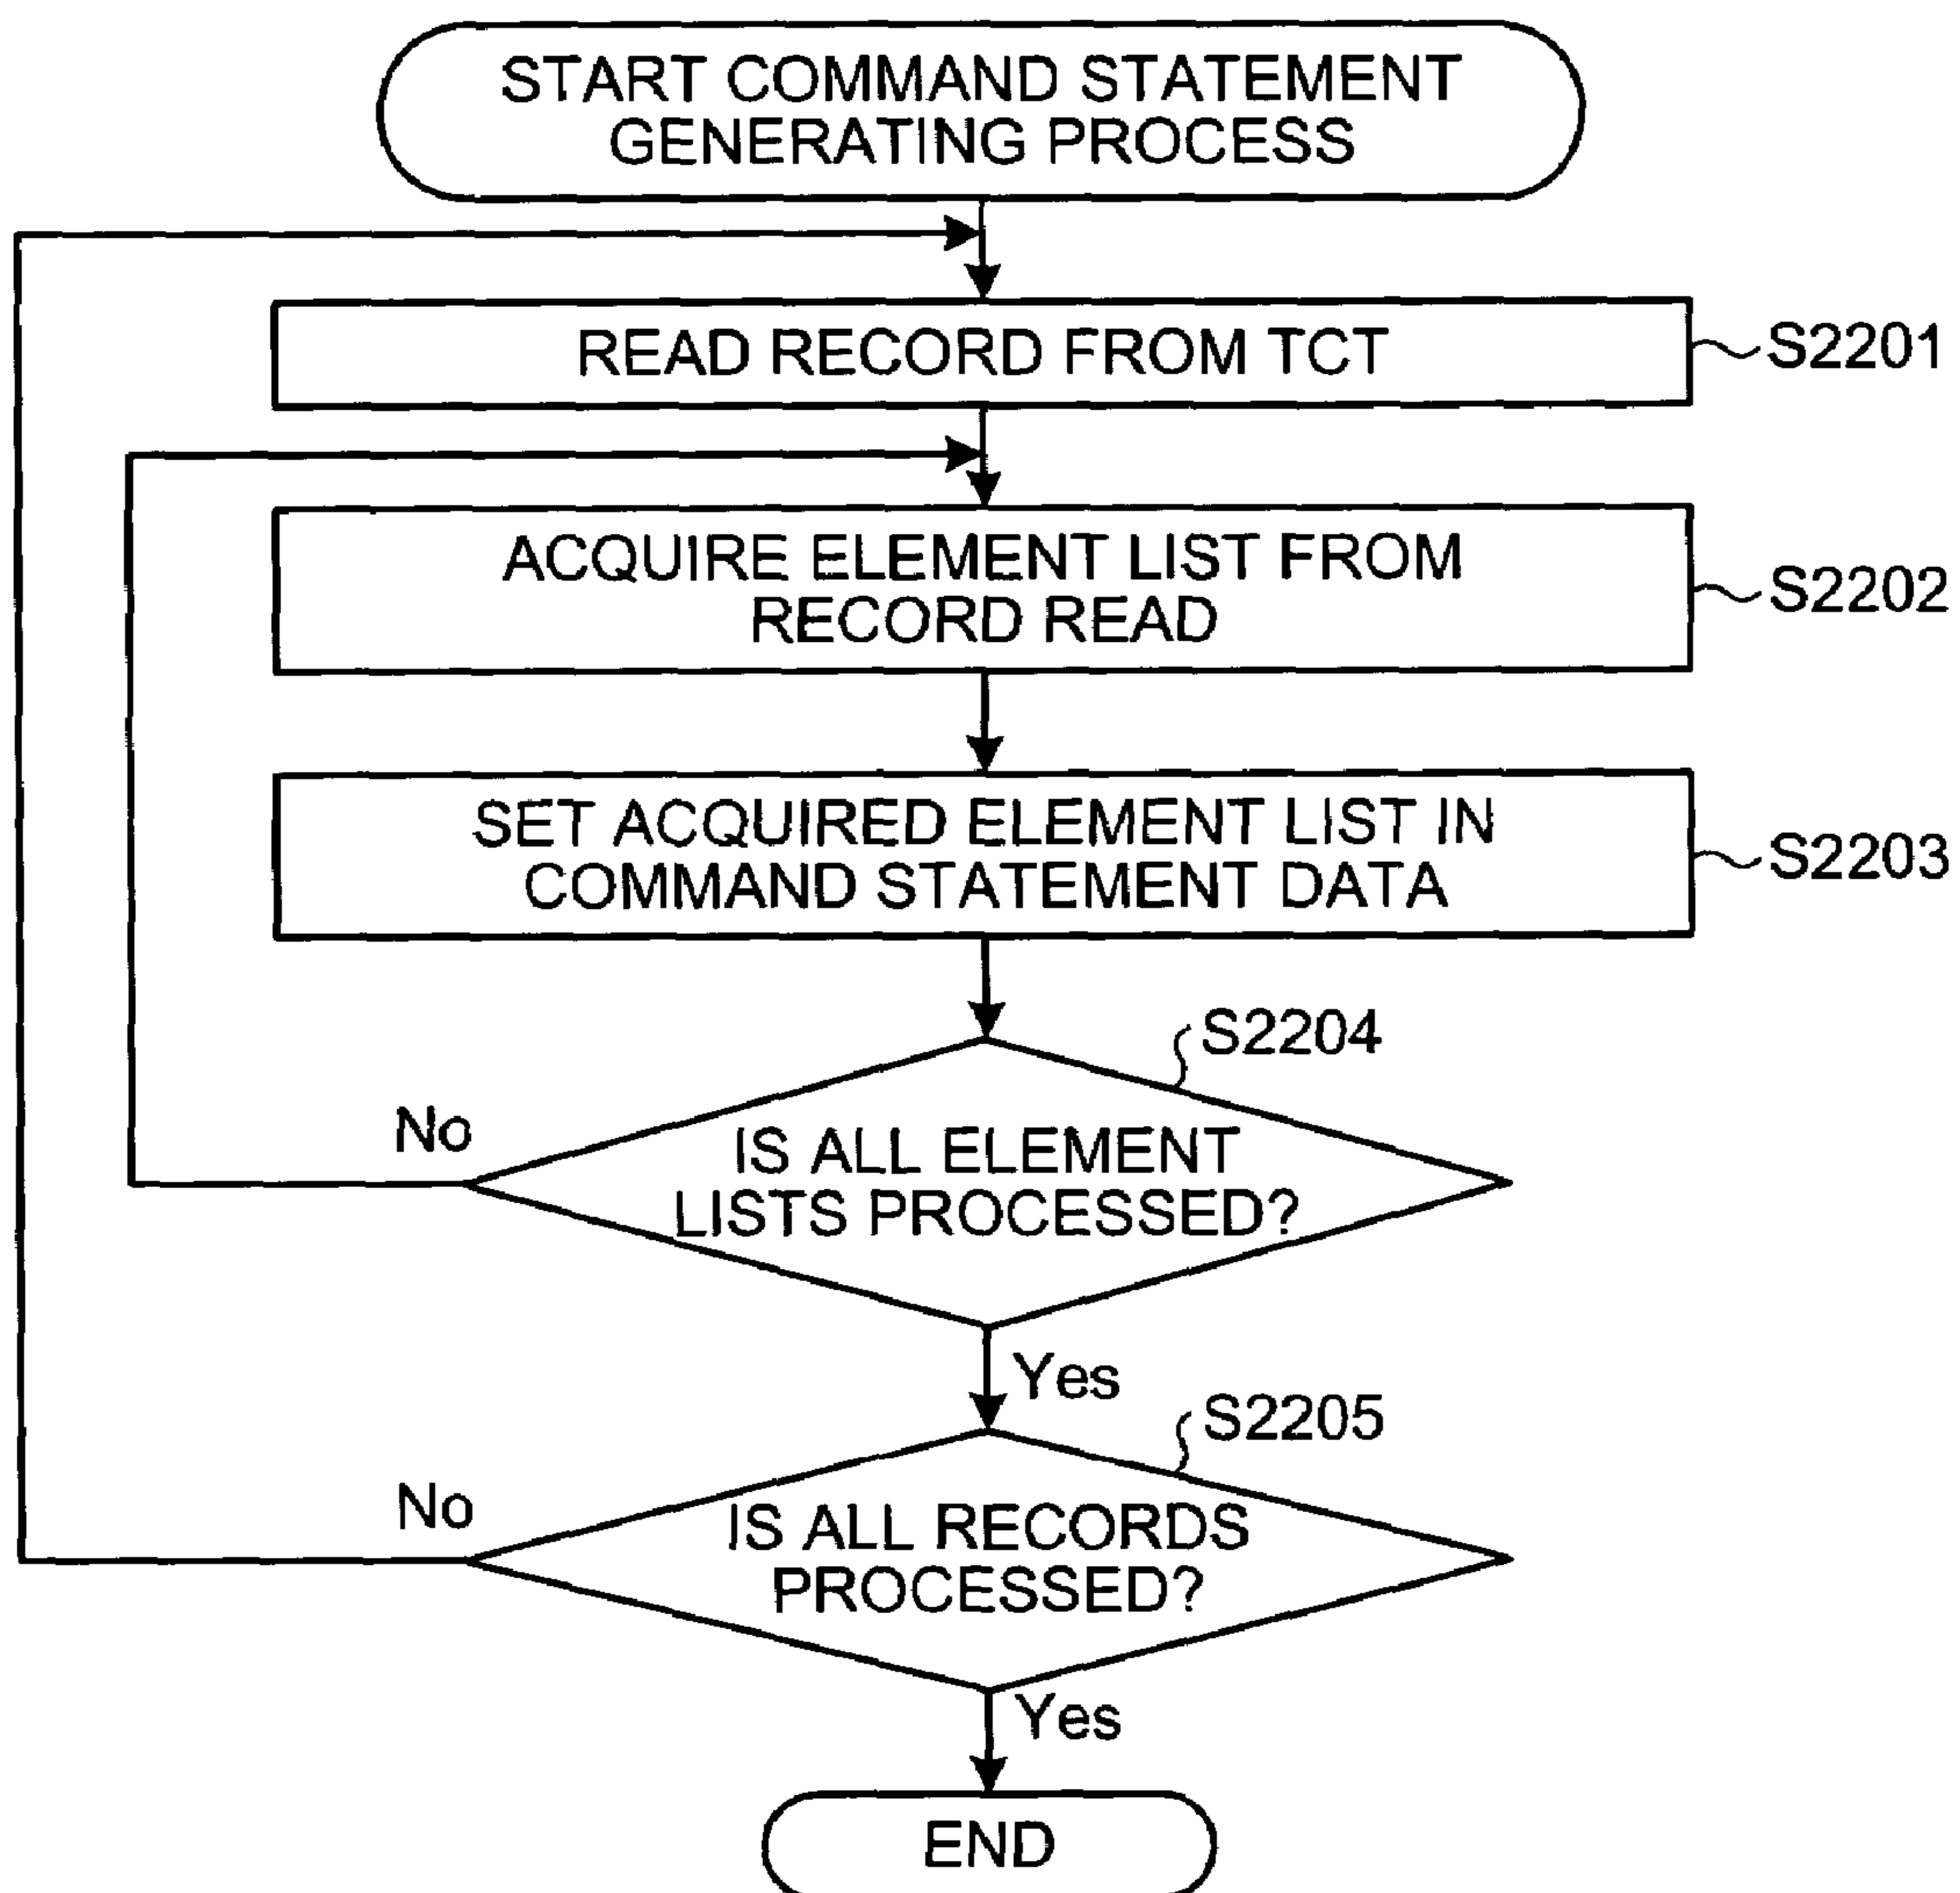 START COMMAND STATEMENT
GENERATING PROCESS
READ RECORD FROM TCT
S2201
ACQUIRE ELEMENT LIST FROM
RECORD READ
S2202
SET ACQUIRED ELEMENT LIST IN
COMMAND STATEMENT DATA
S2203
S2204
No
IS ALL ELEMENT
LISTS PROCESSED?
Yes
S2205
No
IS ALL RECORDS
PROCESSED?
Yes
END